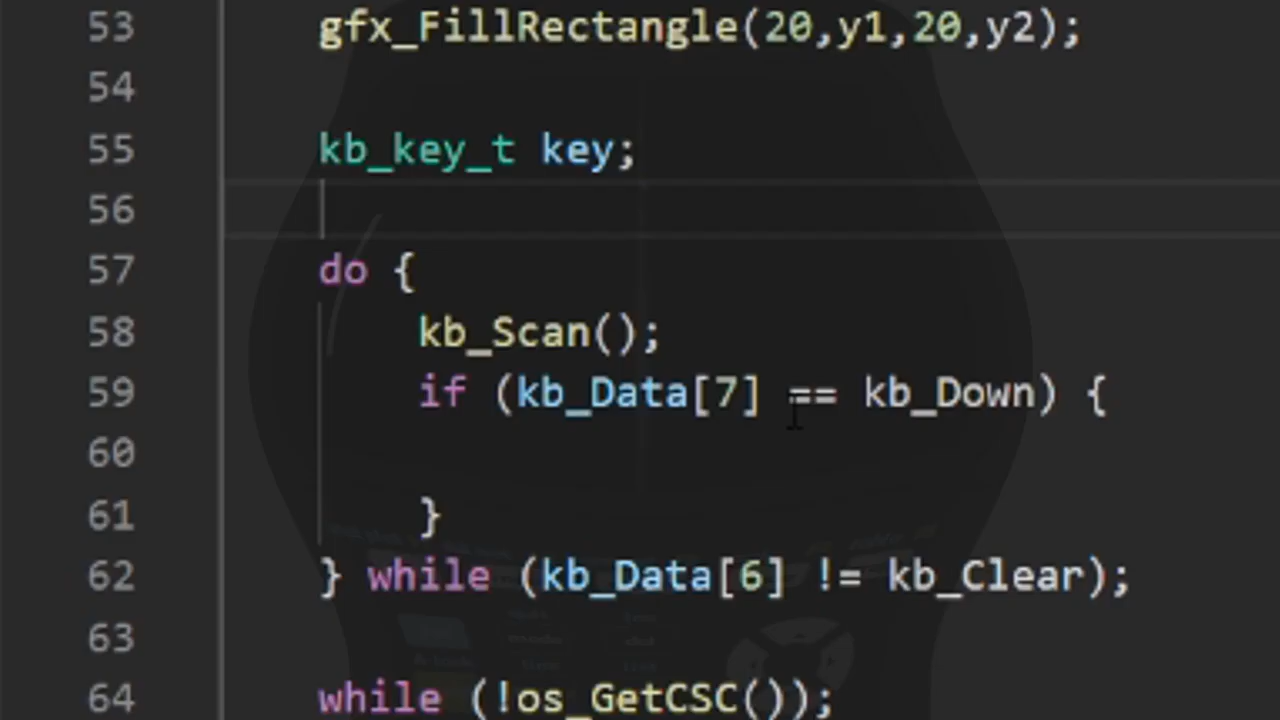 53 gfx_FillRectangle(20,y1,20,y2);
54
55 kb_key_t key;
56
57 do {
58 kb_Scan();
59 if (kb_Data[7] == kb_Down) {
60
61 }
62 } while (kb_Data[6] != kb_Clear);
63
64 while (!os_GetCSC());